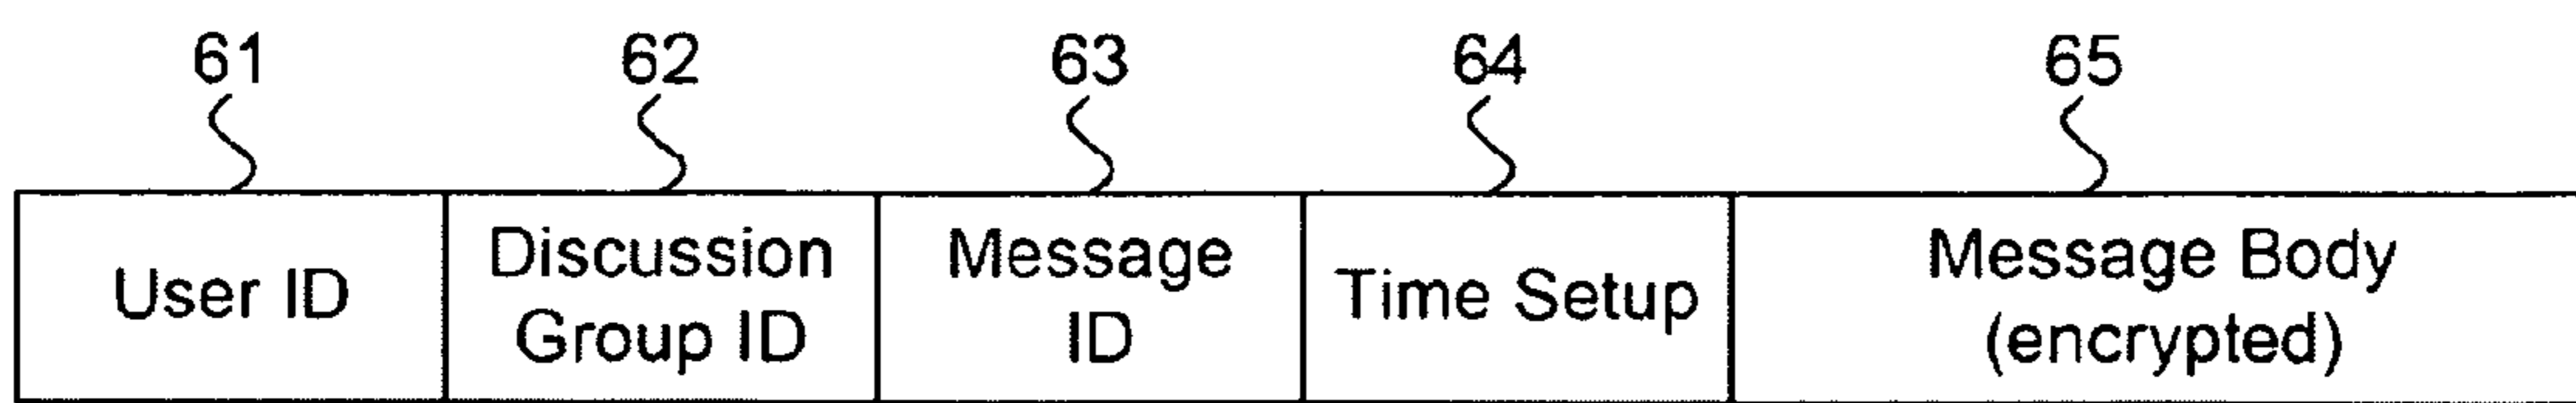 61 62 63 64 65
User ID
Discussion
Group ID
Message
ID
Time Setup
Message Body
(encrypted)